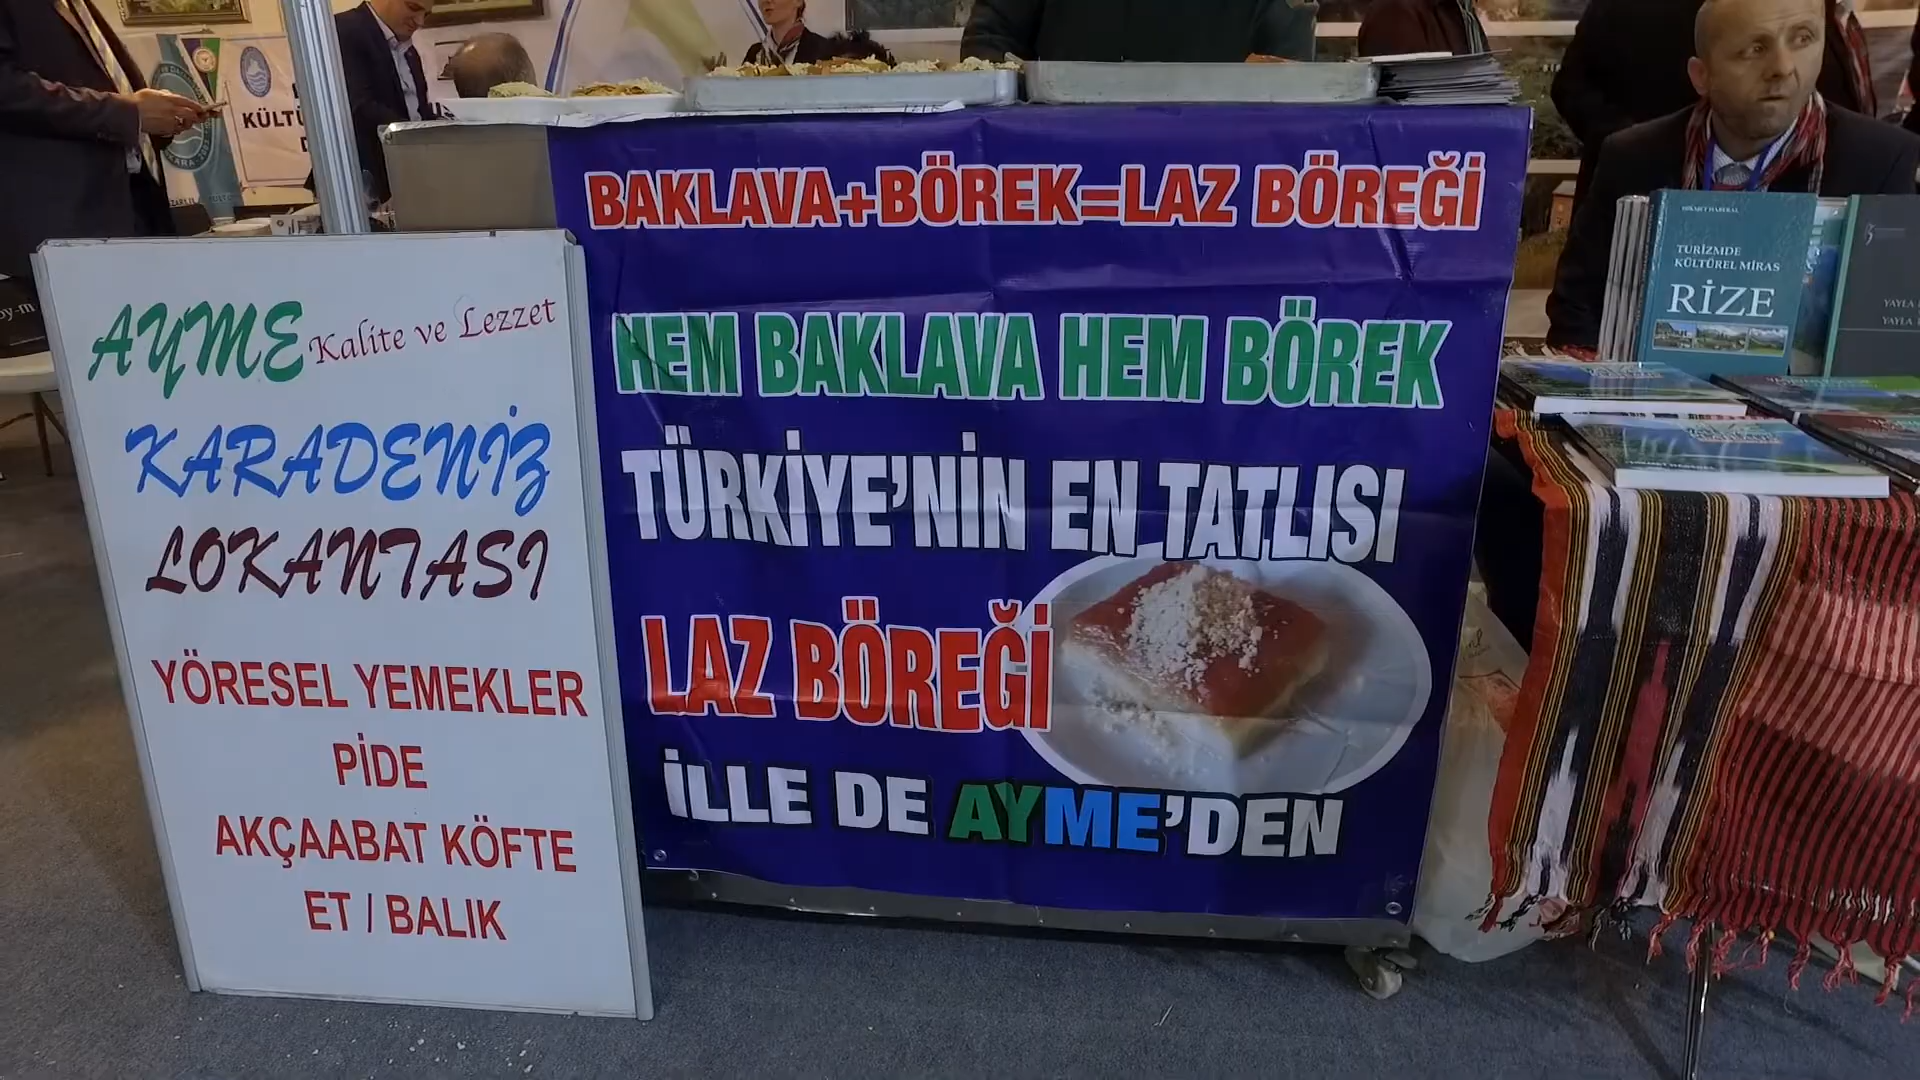 AYME Kalite ve Lezzet
KARADENİZ
LOKANTASI
YÖRESEL YEMEKLER
PİDE
AKÇAABAT KÖFTE
ET / BALIK
BAKLAVA+BÖREK=LAZ BÖREĞİ
HEM BAKLAVA HEM BÖREK
TÜRKİYE'NİN EN TATLISI
LAZ BÖREĞİ
İLLE DE AYME'DEN
TURİZMDE
KÜLTÜREL MİRAS
RİZE
YAYLA
YAYLA